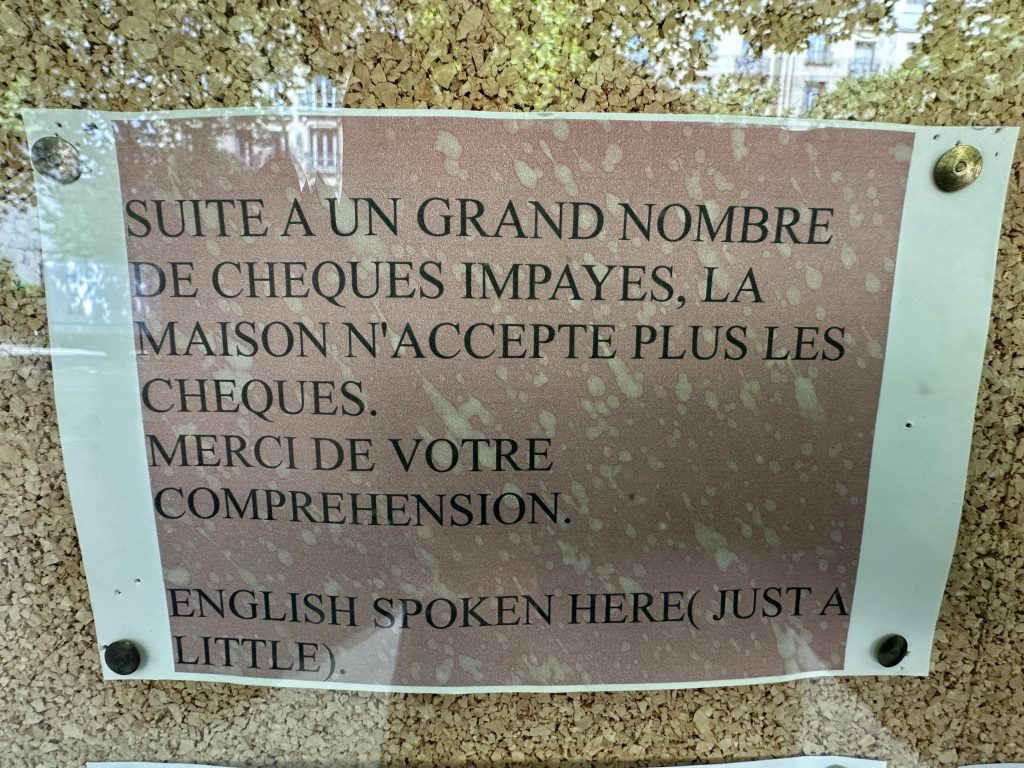 SUITE A UN GRAND NOMBRE
DE CHEQUES IMPAYES, LA
MAISON N'ACCEPTE PLUS LES
CHEQUES.
MERCI DE VOTRE
COMPREHENSION.
ENGLISH SPOKEN HERE( JUST A
LITTLE).